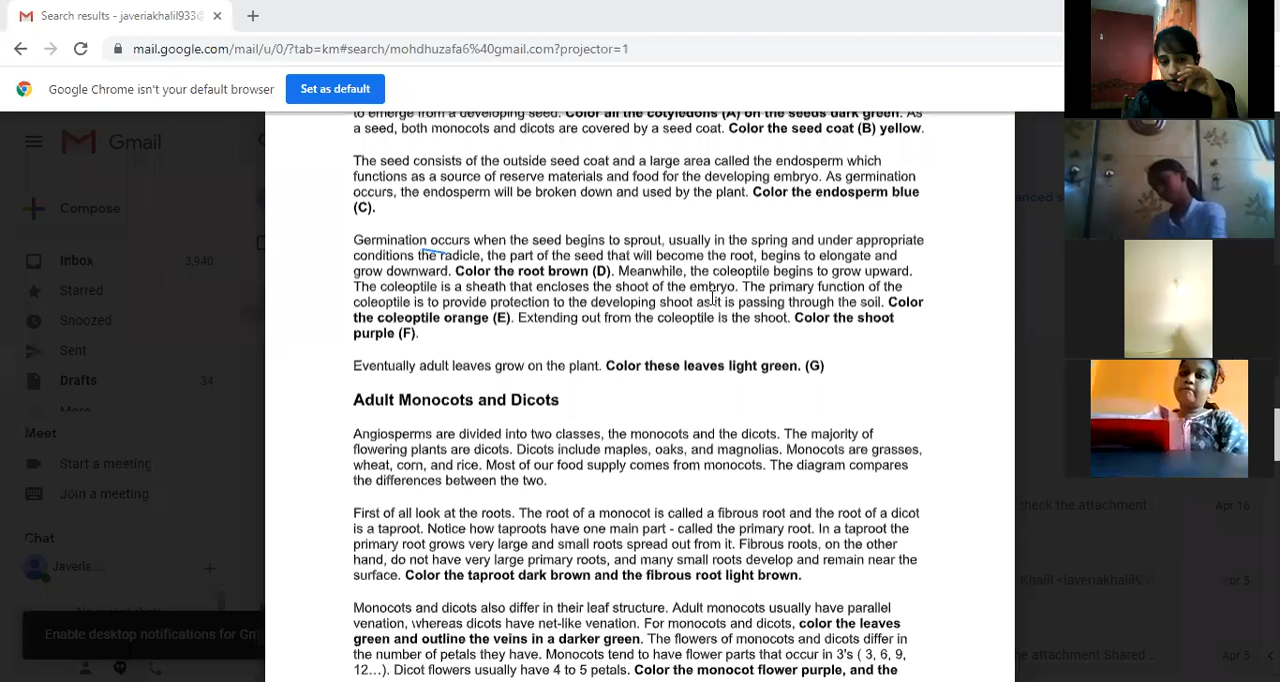 Search results - javeriakhalil933@
mail.google.com/mail/u/0/?tab=km#search/mohdhuzafa6%40gmail.com?projector=1
Google Chrome isn't your default browser
Set as default
Gmail
Compose
Inbox 3,940
Starred
Snoozed
Sent
Drafts 34
More
Meet
Start a meeting
Join a meeting
Chat
Javeria
Enable desktop notifications for Gm
to emerge from a developing seed. Color all the cotyledons (A) on the seeds dark green. As
a seed, both monocots and dicots are covered by a seed coat. Color the seed coat (B) yellow.
The seed consists of the outside seed coat and a large area called the endosperm which
functions as a source of reserve materials and food for the developing embryo. As germination
occurs, the endosperm will be broken down and used by the plant. Color the endosperm blue
(C).
Germination occurs when the seed begins to sprout, usually in the spring and under appropriate
conditions the radicle, the part of the seed that will become the root, begins to elongate and
grow downward. Color the root brown (D). Meanwhile, the coleoptile begins to grow upward.
The coleoptile is a sheath that encloses the shoot of the embryo. The primary function of the
coleoptile is to provide protection to the developing shoot as it is passing through the soil. Color
the coleoptile orange (E). Extending out from the coleoptile is the shoot. Color the shoot
purple (F).
Eventually adult leaves grow on the plant. Color these leaves light green. (G)
Adult Monocots and Dicots
Angiosperms are divided into two classes, the monocots and the dicots. The majority of
flowering plants are dicots. Dicots include maples, oaks, and magnolias. Monocots are grasses,
wheat, corn, and rice. Most of our food supply comes from monocots. The diagram compares
the differences between the two.
First of all look at the roots. The root of a monocot is called a fibrous root and the root of a dicot
is a taproot. Notice how taproots have one main part - called the primary root. In a taproot the
primary root grows very large and small roots spread out from it. Fibrous roots, on the other
hand, do not have very large primary roots, and many small roots develop and remain near the
surface. Color the taproot dark brown and the fibrous root light brown.
Monocots and dicots also differ in their leaf structure. Adult monocots usually have parallel
venation, whereas dicots have net-like venation. For monocots and dicots, color the leaves
green and outline the veins in a darker green. The flowers of monocots and dicots differ in
the number of petals they have. Monocots tend to have flower parts that occur in 3's ( 3, 6, 9,
12...). Dicot flowers usually have 4 to 5 petals. Color the monocot flower purple, and the
anced s
check the attachment Apr 16
Khalil <javeriakhalil9 Apr 5
e attachment Shared Apr 5